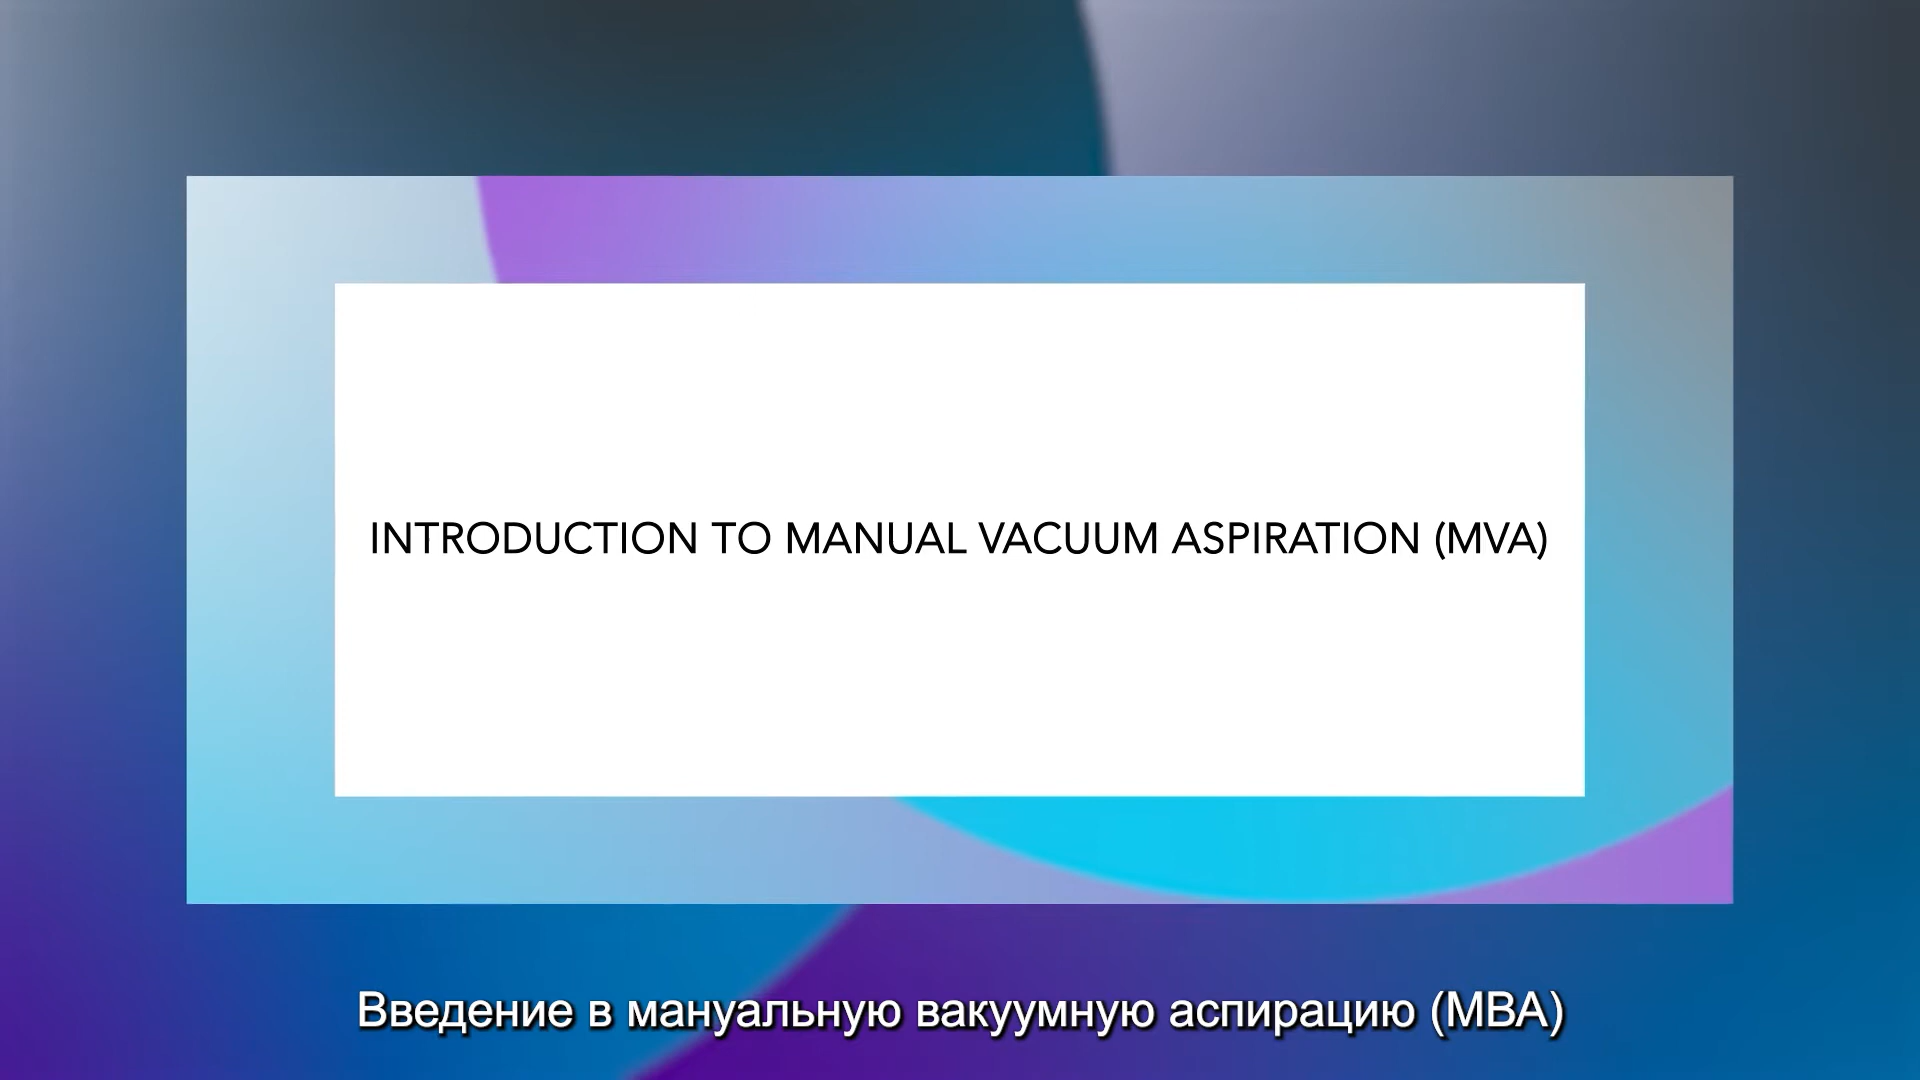 INTRODUCTION TO MANUAL VACUUM ASPIRATION (MVA)
Введение в мануальную вакуумную аспирацию (МВА)